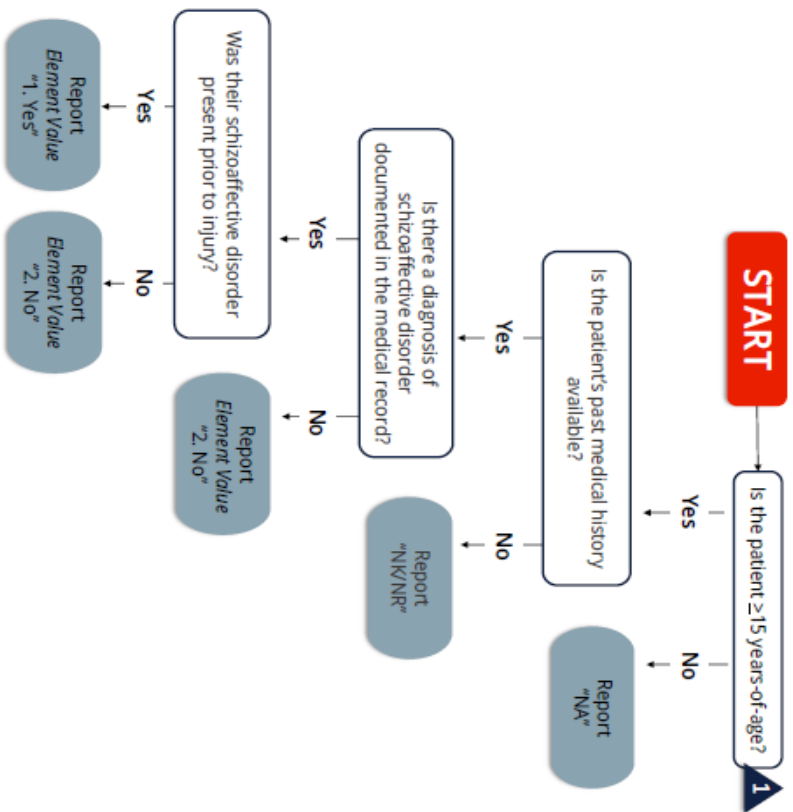 START
Is the patient ≥15 years-of-age?
1
Yes
No
Report
"NA"
Is the patient's past medical history
available?
Yes
No
Report
"NK/NR"
Is there a diagnosis of
schizoaffective disorder
documented in the medical record?
Yes
No
Report
Element Value
"2. No"
Was their schizoaffective disorder
present prior to injury?
Yes
No
Report
Element Value
"1. Yes"
Report
Element Value
"2. No"